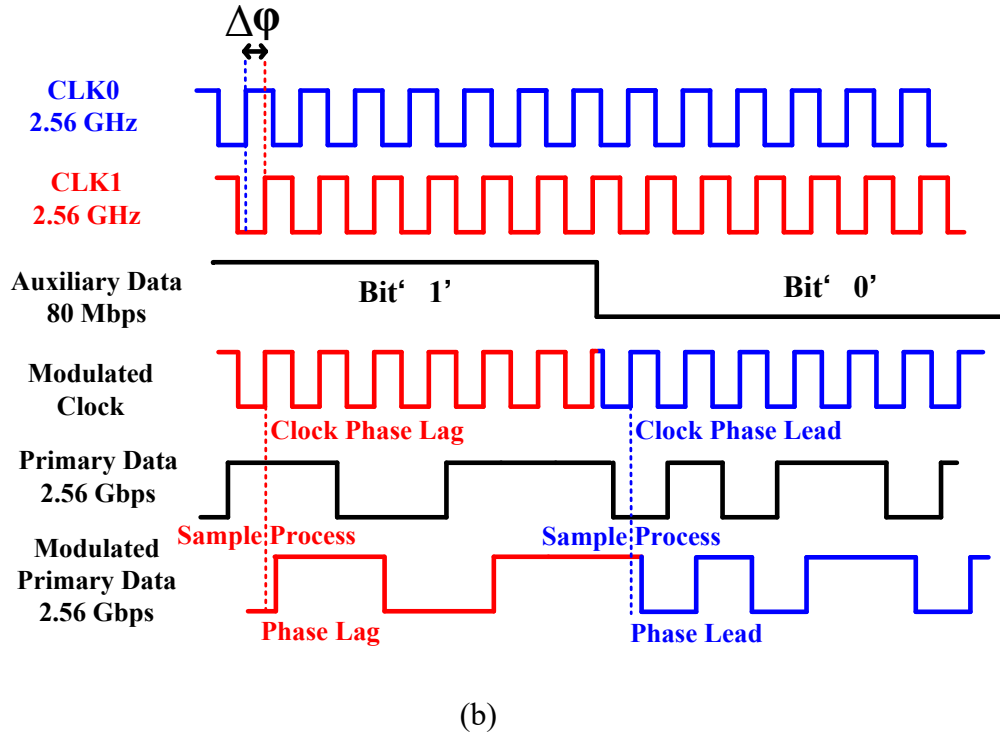 Δφ
CLK0
2.56 GHz
CLK1
2.56 GHz
Auxiliary Data
80 Mbps
Bit‘ 1’
Bit‘ 0’
Modulated
Clock
Clock Phase Lag
Clock Phase Lead
Primary Data
2.56 Gbps
Sample Process
Sample Process
Modulated
Primary Data
2.56 Gbps
Phase Lag
Phase Lead
(b)